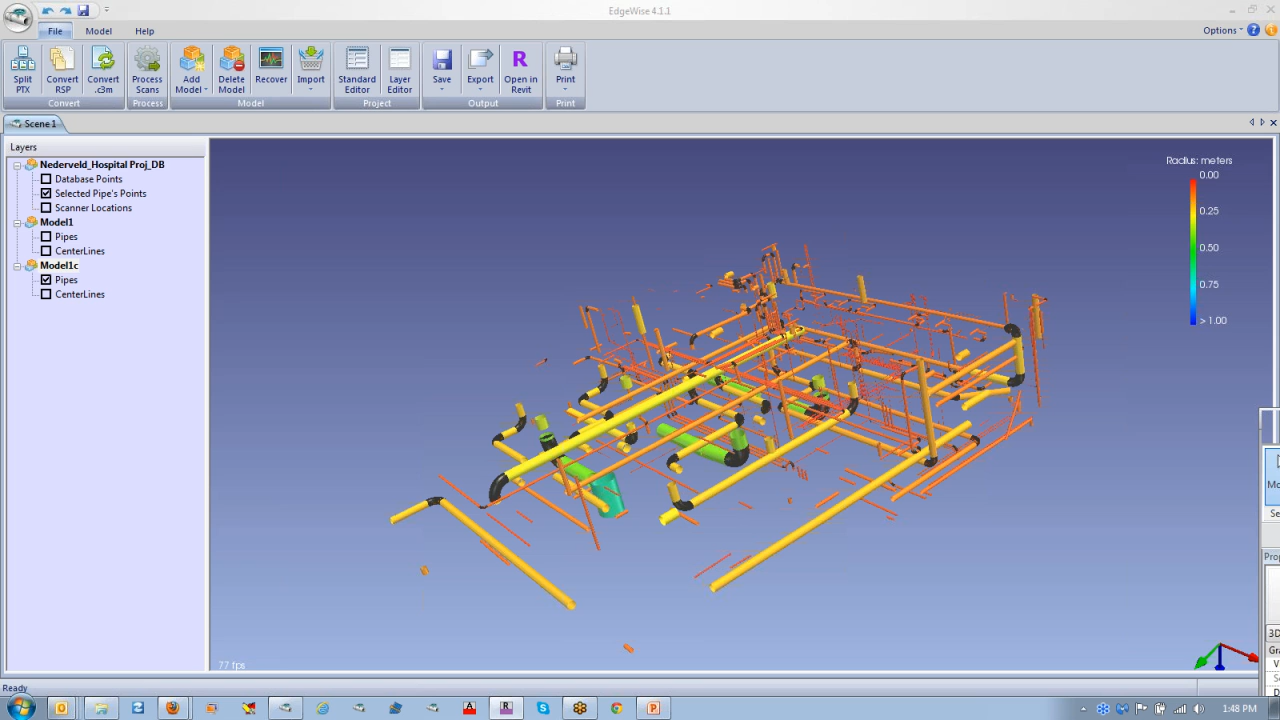 EdgeWise 4.1.1
File Model Help
Options
Split PTX
Convert RSP
Convert .c3m
Process Scans
Add Model
Delete Model
Recover
Import
Standard Editor
Layer Editor
Save
Export
R
Open in Revit
Print
Convert
Process
Model
Project
Output
Print
Scene 1
Layers
Nederveld_Hospital Proj_DB
Database Points
Selected Pipe's Points
Scanner Locations
Model1
Pipes
CenterLines
Model1c
Pipes
CenterLines
Radius: meters
0.00
0.25
0.50
0.75
> 1.00
77 fps
Ready
1:48 PM